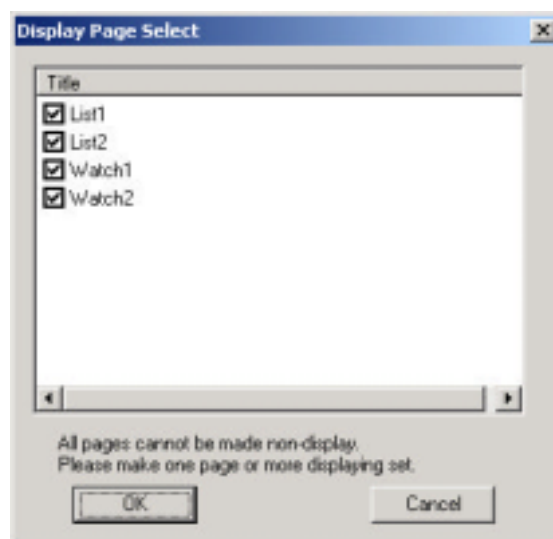 Display Page Select
Title
List1
List2
Watch1
Watch2
All pages cannot be made non-display.
Please make one page or more displaying set.
OK
Cancel